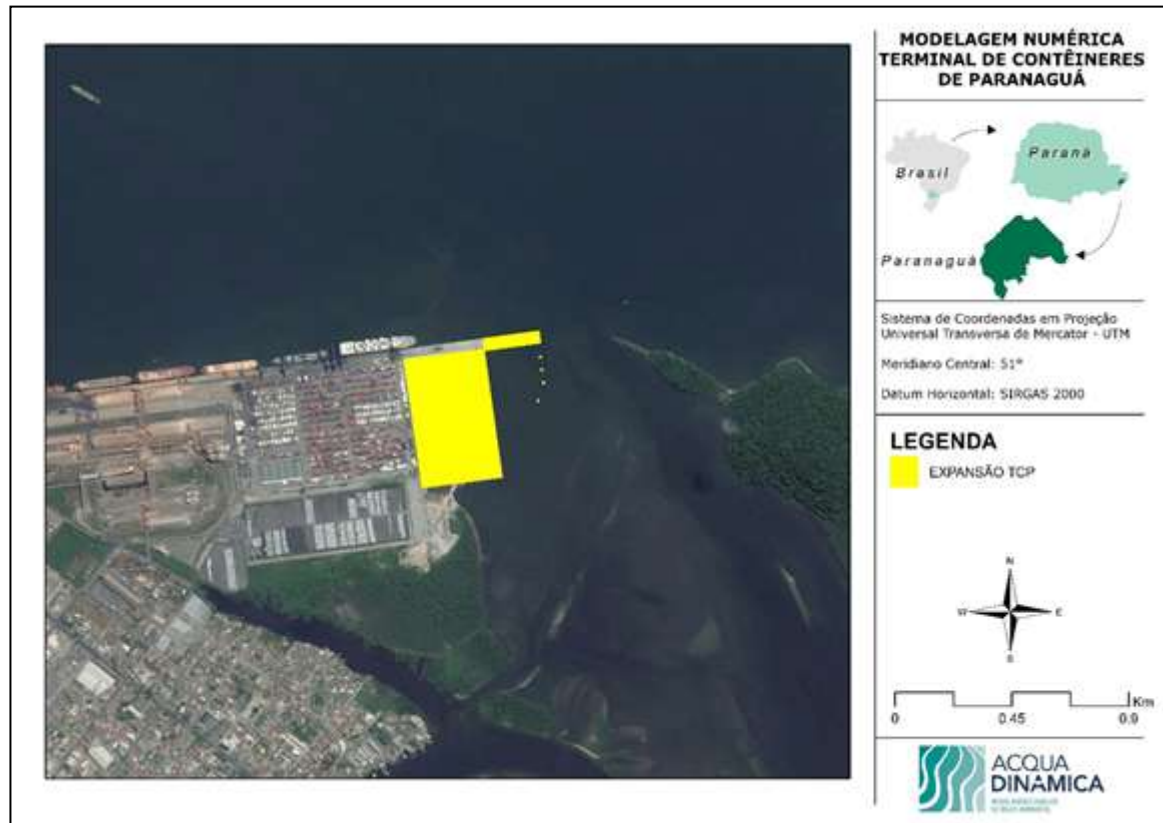 MODELAGEM NUMÉRICA
TERMINAL DE CONTÊINERES
DE PARANAGUÁ
Brasil
Paraná
Paranaguá
Sistema de Coordenadas em Projeção
Universal Transversa de Mercator - UTM
Meridiano Central: 51°
Datum Horizontal: SIRGAS 2000
LEGENDA
EXPANSÃO TCP
N
W
E
S
Km
0
0.45
0.9
ACQUA
DINÂMICA